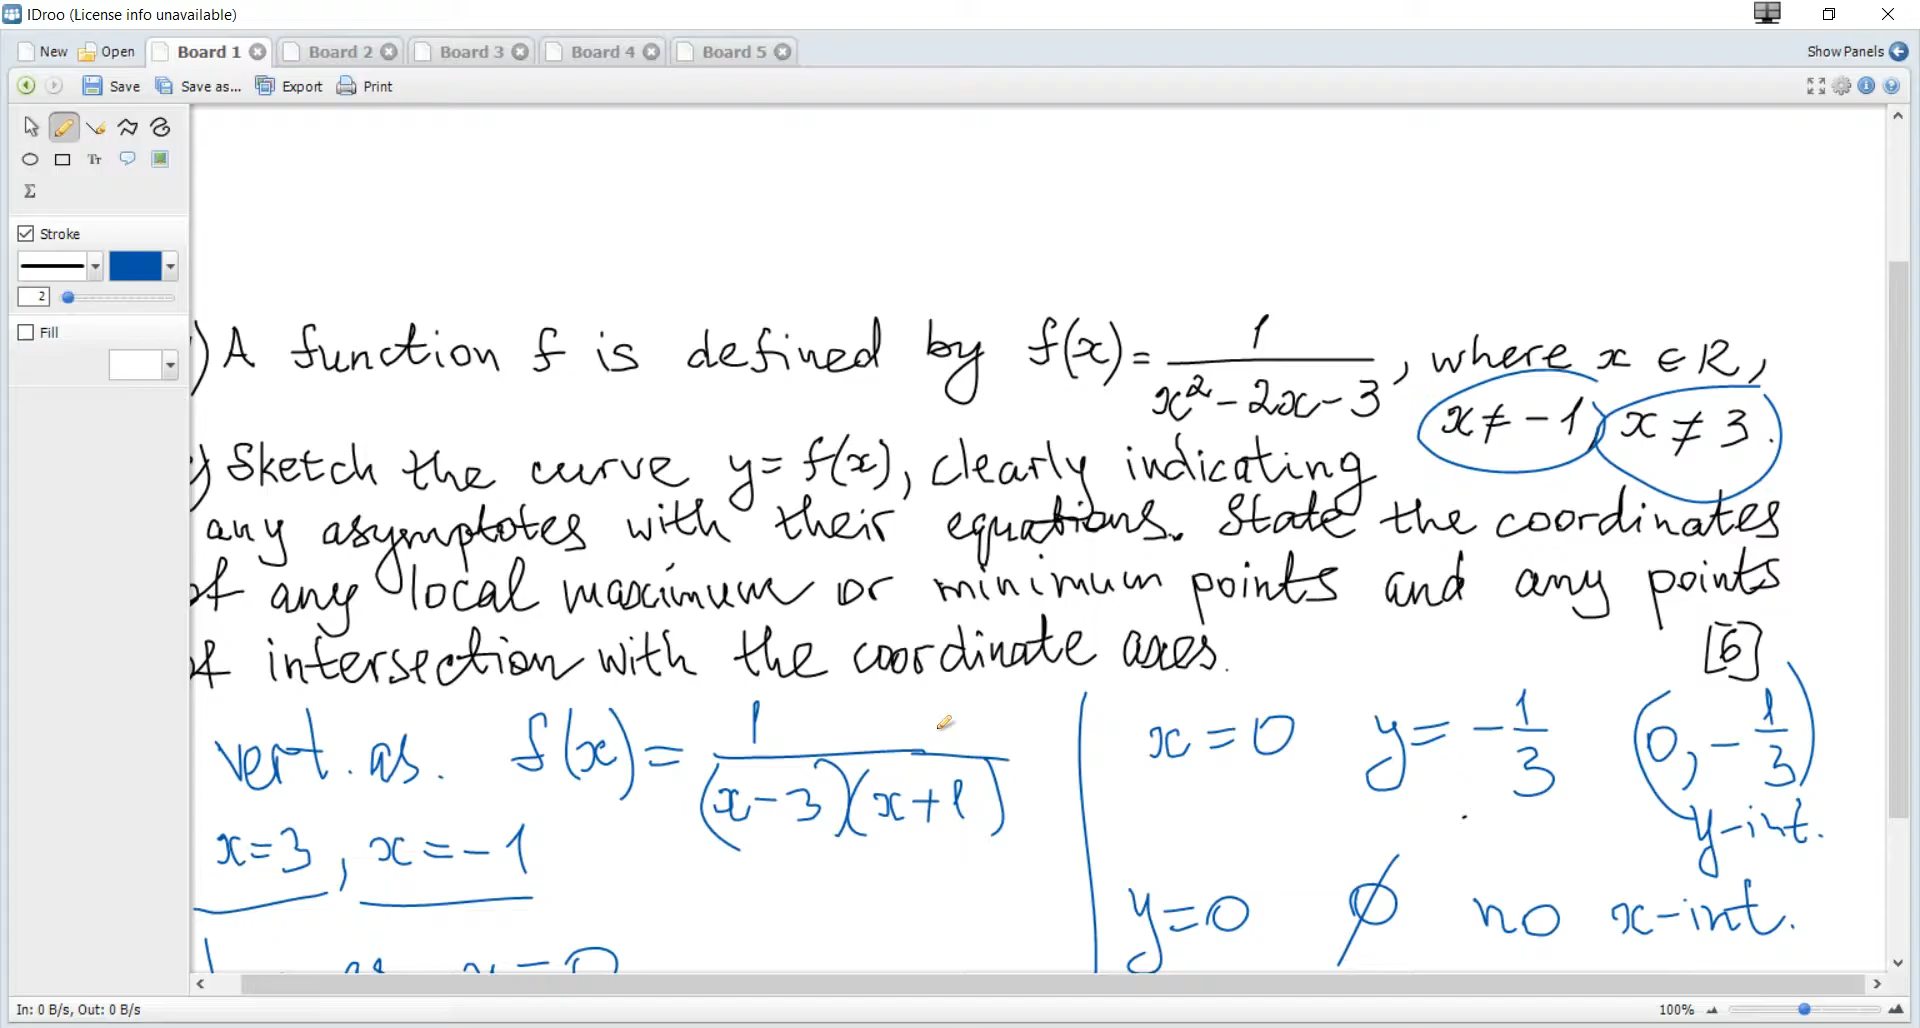 IDroo (License info unavailable)
New Open Board 1 Board 2 Board 3 Board 4 Board 5 Show Panels
Save Save as... Export Print
Tr
Σ
Stroke
2
Fill
) A function f is defined by f(x) = 1/(x² - 2x - 3), where x ∈ R,
x ≠ -1, x ≠ 3.
) Sketch the curve y = f(x), clearly indicating
any asymptotes with their equations. State the coordinates
of any local maximum or minimum points and any points
of intersection with the coordinate axes. [6]
vert. as. f(x) = 1/((x-3)(x+1))
x=3, x=-1
x=0 y=-1/3 (0, -1/3)
y-int.
y=0 ∅ no x-int.
In: 0 B/s, Out: 0 B/s 100%